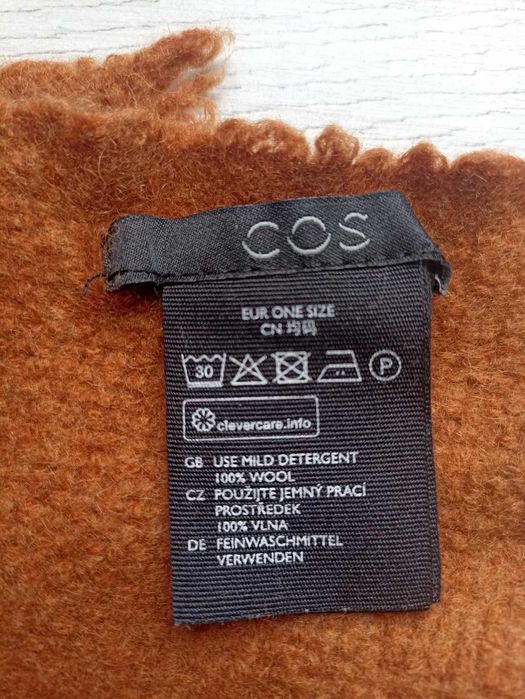 COS
EUR ONE SIZE
CN 均码
30 P
clevercare.info
GB USE MILD DETERGENT
100% WOOL
CZ POUŽIJTE JEMNÝ PRACÍ
PROSTŘEDEK
100% VLNA
DE FEINWASCHMITTEL
VERWENDEN